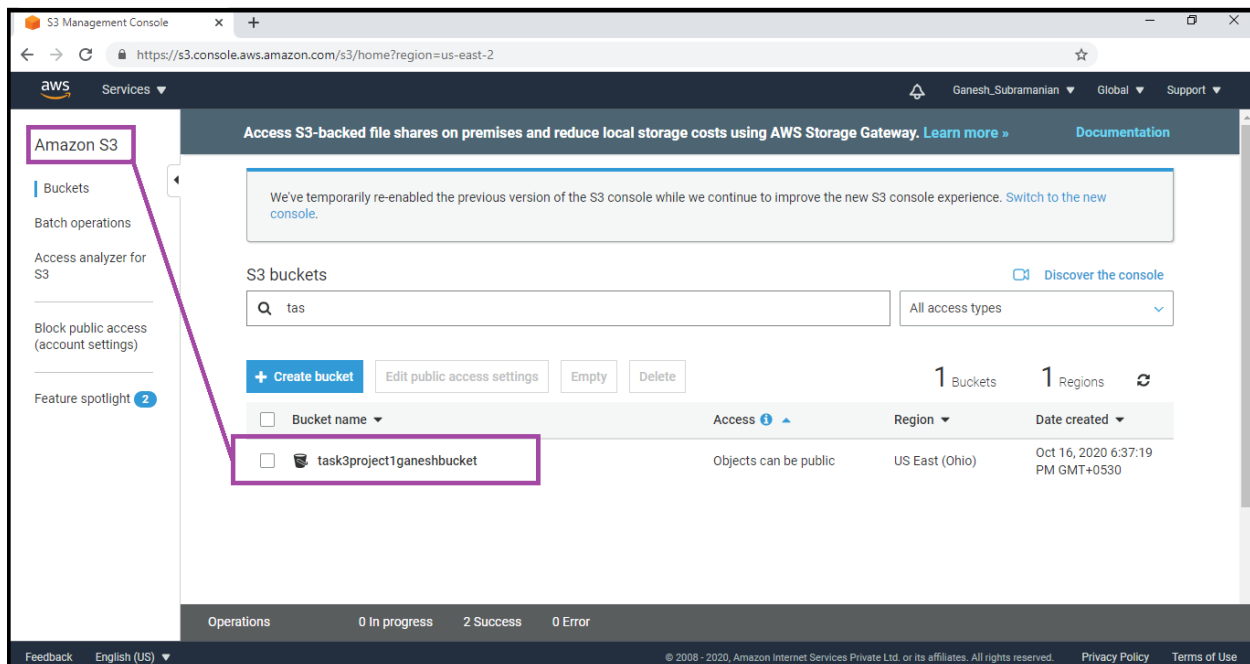 S3 Management Console
https://s3.console.aws.amazon.com/s3/home?region=us-east-2
aws
Services
Ganesh_Subramanian
Global
Support
Amazon S3
Buckets
Batch operations
Access analyzer for
S3
Block public access
(account settings)
Feature spotlight 2
Access S3-backed file shares on premises and reduce local storage costs using AWS Storage Gateway. Learn more »
Documentation
We've temporarily re-enabled the previous version of the S3 console while we continue to improve the new S3 console experience. Switch to the new
console.
S3 buckets
Discover the console
tas
All access types
+ Create bucket
Edit public access settings
Empty
Delete
1 Buckets
1 Regions
Bucket name
Access
Region
Date created
task3project1ganeshbucket
Objects can be public
US East (Ohio)
Oct 16, 2020 6:37:19
PM GMT+0530
Operations
0 In progress
2 Success
0 Error
Feedback
English (US)
© 2008 - 2020, Amazon Internet Services Private Ltd. or its affiliates. All rights reserved.
Privacy Policy
Terms of Use